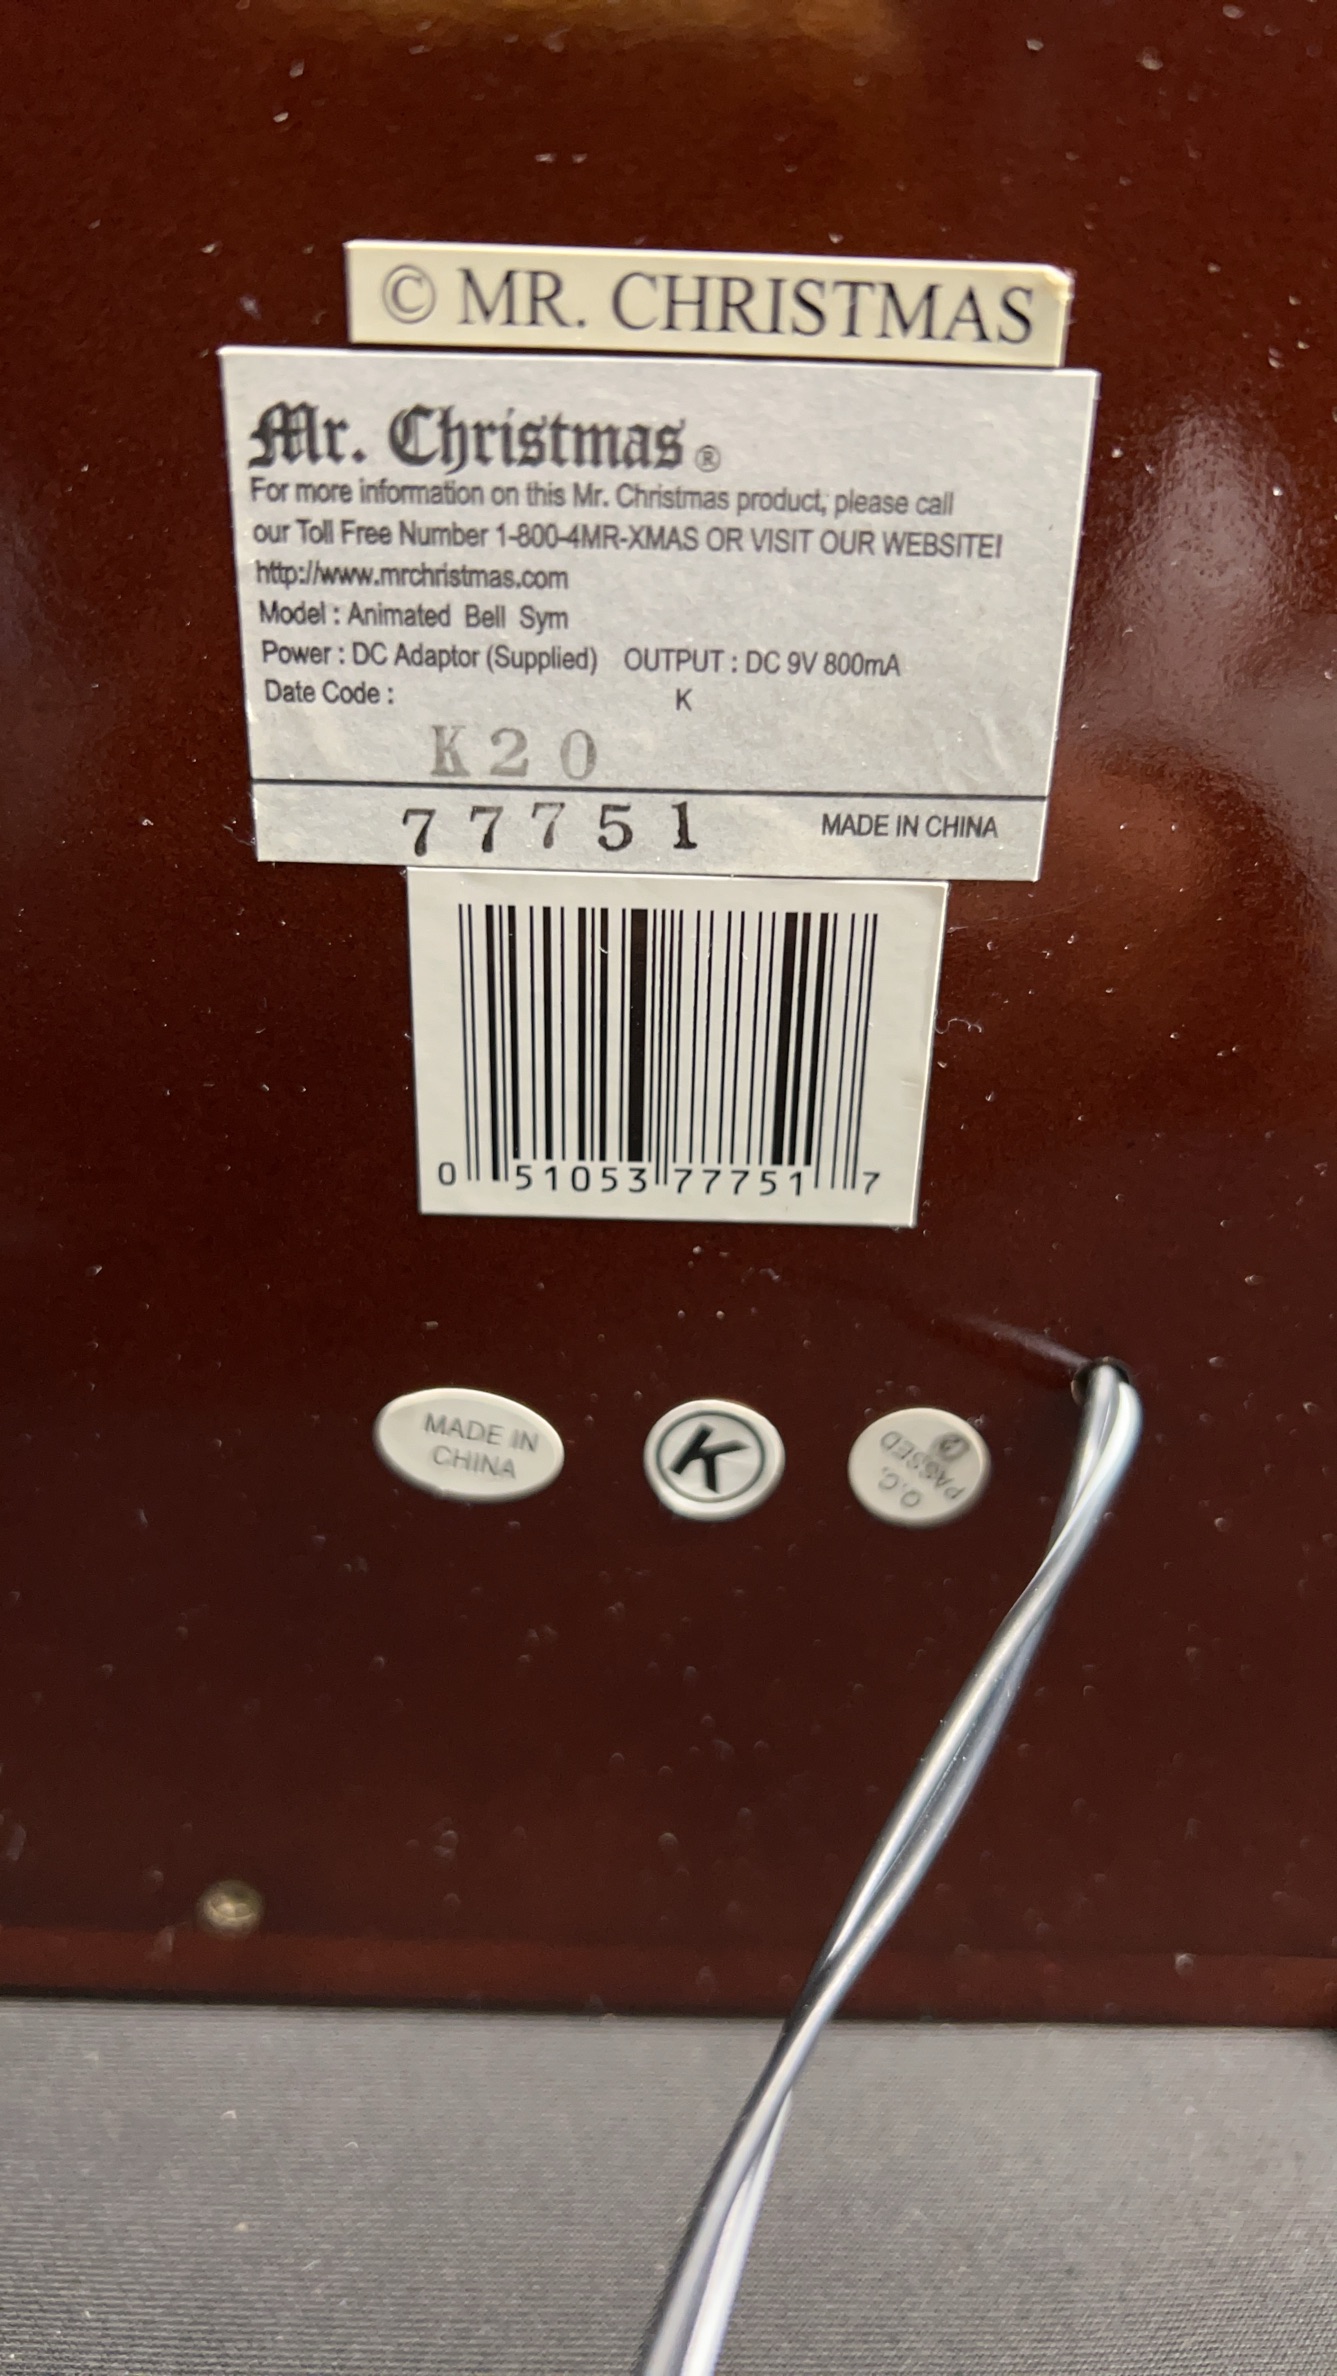 © MR. CHRISTMAS
Mr. Christmas ®
For more information on this Mr. Christmas product, please call
our Toll Free Number 1-800-4MR-XMAS OR VISIT OUR WEBSITE!
http://www.mrchristmas.com
Model : Animated Bell Sym
Power : DC Adaptor (Supplied) OUTPUT : DC 9V 800mA
Date Code : K
K20
77751 MADE IN CHINA
0 51053 77751 7
MADE IN
CHINA
K
Q.C.
PASSED